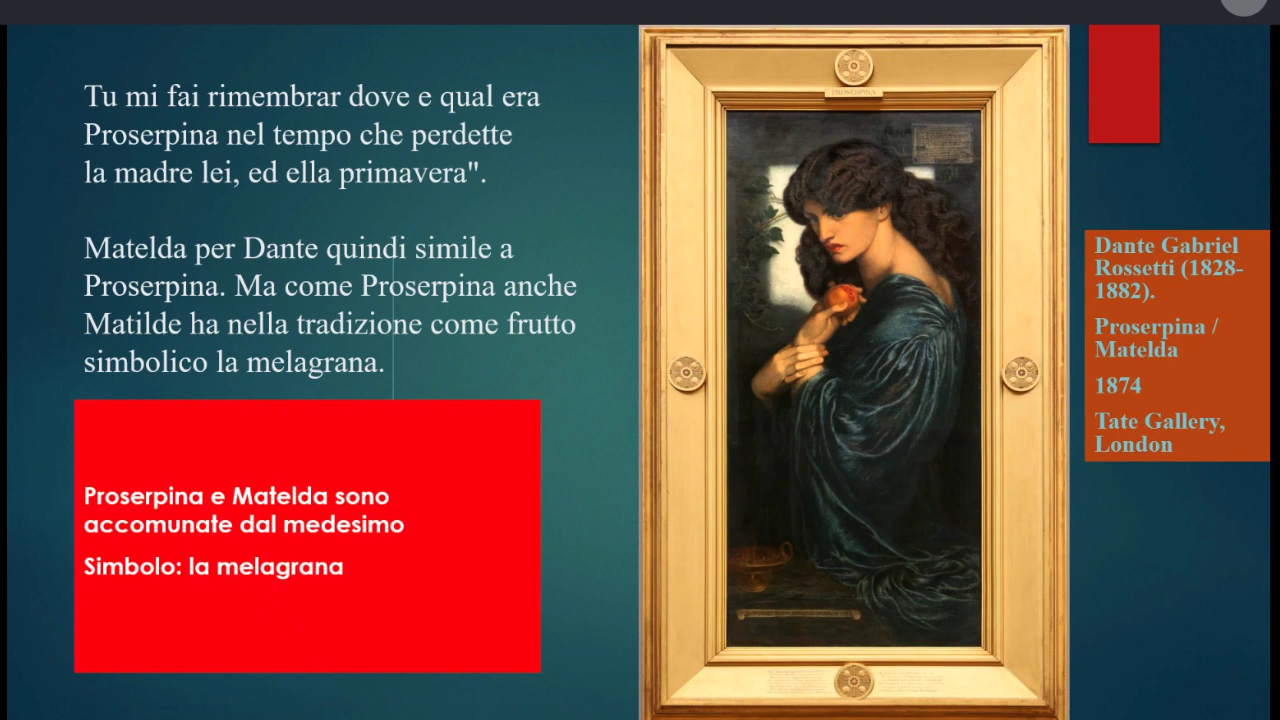 Tu mi fai rimembrar dove e qual era
Proserpina nel tempo che perdette
la madre lei, ed ella primavera".
Matelda per Dante quindi simile a
Proserpina. Ma come Proserpina anche
Matilde ha nella tradizione come frutto
simbolico la melagrana.
Proserpina e Matelda sono
accomunate dal medesimo
Simbolo: la melagrana
PROSERPINA
Dante Gabriel
Rossetti (1828-
1882).
Proserpina /
Matelda
1874
Tate Gallery,
London